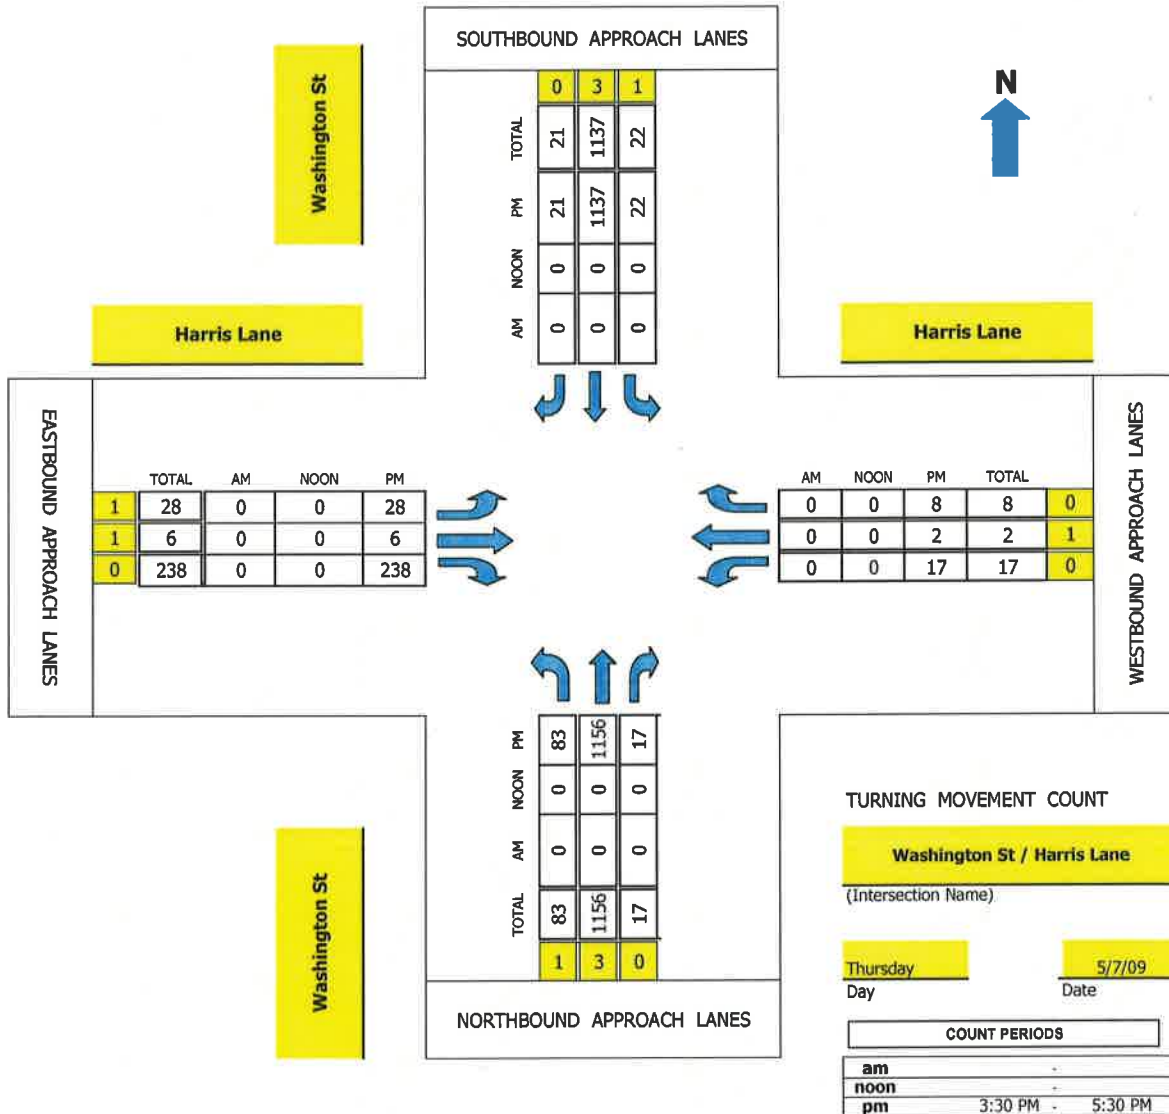 SOUTHBOUND APPROACH LANES
Washington St
N
0 3 1
TOTAL 21 1137 22
PM 21 1137 22
NOON 0 0 0
AM 0 0 0
Harris Lane
Harris Lane
EASTBOUND APPROACH LANES
TOTAL AM NOON PM
1 28 0 0 28
1 6 0 0 6
0 238 0 0 238
AM NOON PM TOTAL
0 0 8 8 0
0 0 2 2 1
0 0 17 17 0
WESTBOUND APPROACH LANES
PM 83 1156 17
NOON 0 0 0
AM 0 0 0
TOTAL 83 1156 17
1 3 0
NORTHBOUND APPROACH LANES
Washington St
TURNING MOVEMENT COUNT
Washington St / Harris Lane
(Intersection Name)
Thursday 5/7/09
Day Date
COUNT PERIODS
am -
noon -
pm 3:30 PM - 5:30 PM